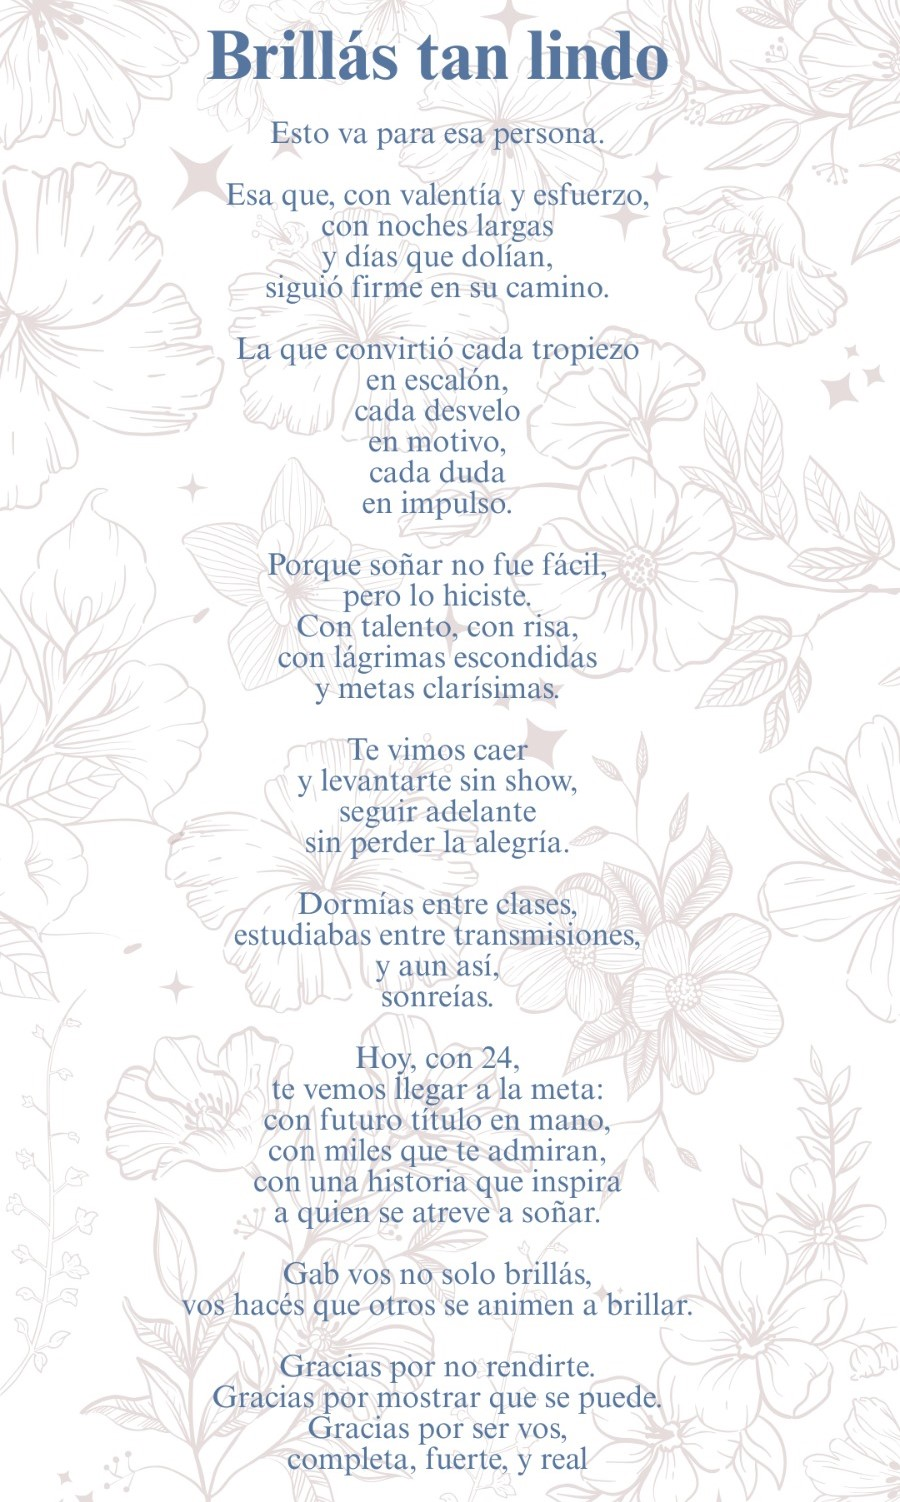 Brillás tan lindo
Esto va para esa persona.
Esa que, con valentía y esfuerzo,
con noches largas
y días que dolían,
siguió firme en su camino.
La que convirtió cada tropiezo
en escalón,
cada desvelo
en motivo,
cada duda
en impulso.
Porque soñar no fue fácil,
pero lo hiciste.
Con talento, con risa,
con lágrimas escondidas
y metas clarísimas.
Te vimos caer
y levantarte sin show,
seguir adelante
sin perder la alegría.
Dormías entre clases,
estudiabas entre transmisiones,
y aun así,
sonreías.
Hoy, con 24,
te vemos llegar a la meta:
con futuro título en mano,
con miles que te admiran,
con una historia que inspira
a quien se atreve a soñar.
Gab vos no solo brillás,
vos hacés que otros se animen a brillar.
Gracias por no rendirte.
Gracias por mostrar que se puede.
Gracias por ser vos,
completa, fuerte, y real